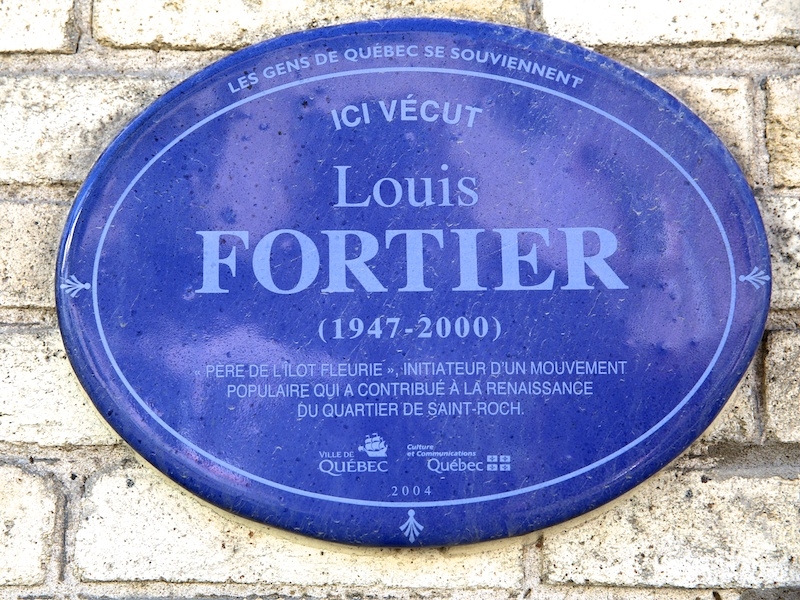 LES GENS DE QUÉBEC SE SOUVIENNENT
ICI VÉCUT
Louis
FORTIER
(1947-2000)
« PÈRE DE L'ILOT FLEURIE », INITIATEUR D'UN MOUVEMENT
POPULAIRE QUI A CONTRIBUÉ À LA RENAISSANCE
DU QUARTIER DE SAINT-ROCH.
VILLE DE
QUÉBEC
Culture
et Communications
Québec
2004